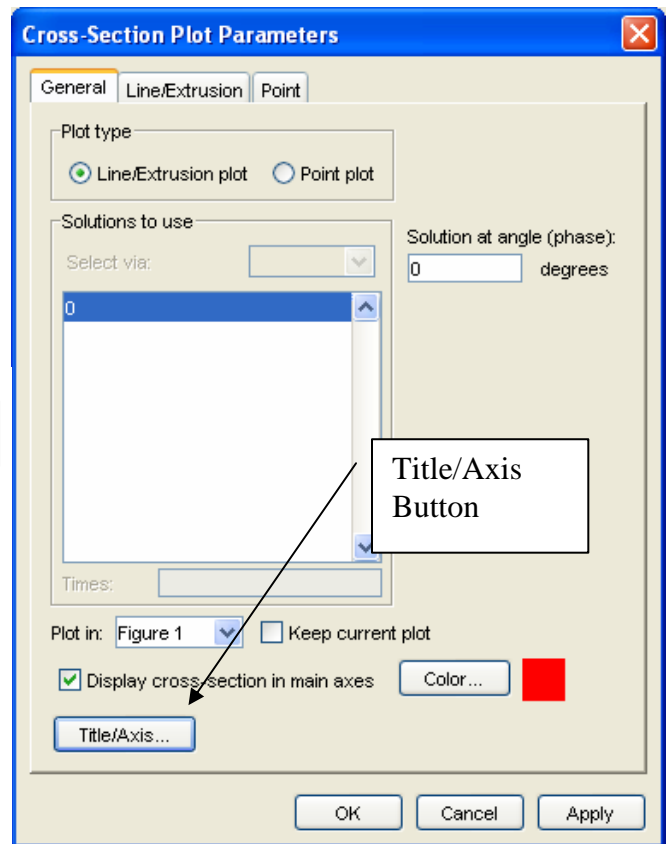 Cross-Section Plot Parameters
General Line/Extrusion Point
Plot type
Line/Extrusion plot Point plot
Solutions to use
Solution at angle (phase):
Select via:
0 degrees
0
Title/Axis
Button
Times:
Plot in: Figure 1 Keep current plot
Display cross-section in main axes Color...
Title/Axis...
OK Cancel Apply